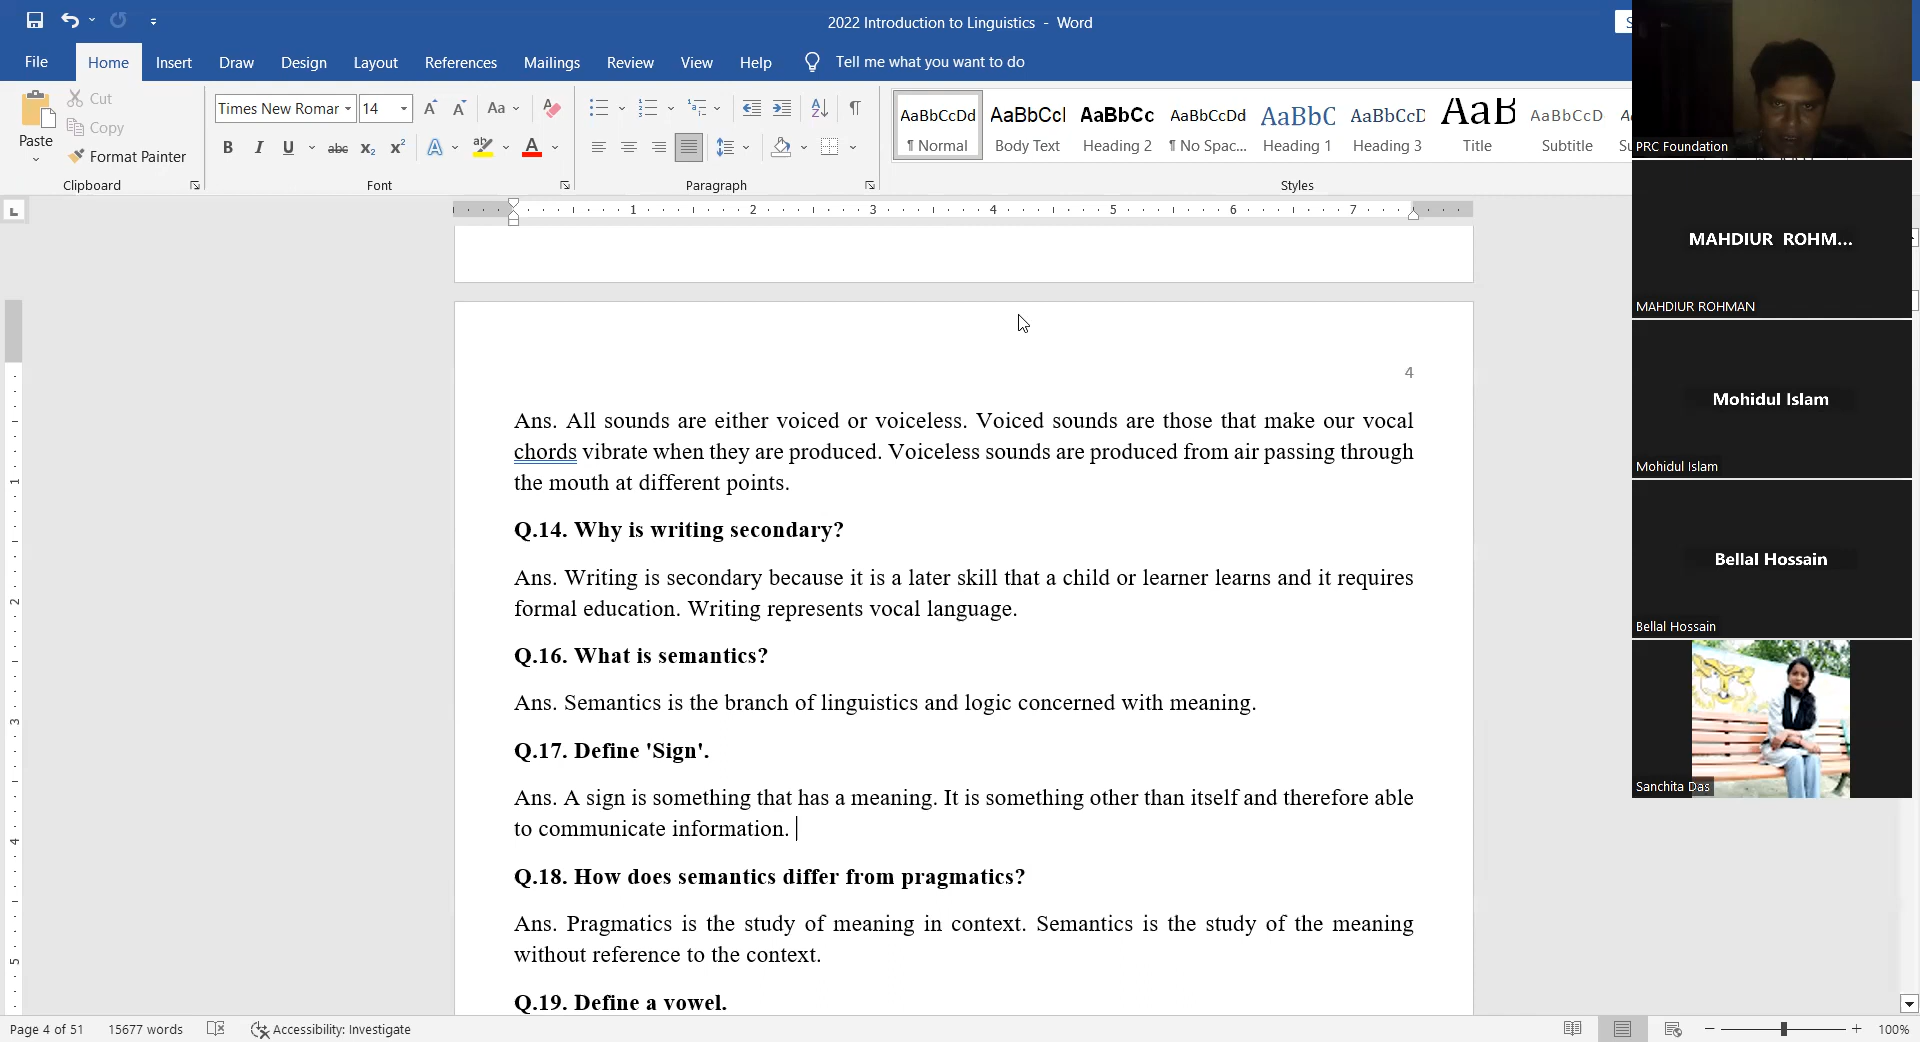 2022 Introduction to Linguistics - Word
File Home Insert Draw Design Layout References Mailings Review View Help Tell me what you want to do
Paste
Cut
Copy
Format Painter
Clipboard
Times New Romar 14
Font
Paragraph
AaBbCcDd AaBbCcI AaBbCc AaBbCcDd AaBbC AaBbCcD AaB AaBbCcD
¶ Normal Body Text Heading 2 ¶ No Spac... Heading 1 Heading 3 Title Subtitle
Styles
1 2 3 4 5 6 7
4
Ans. All sounds are either voiced or voiceless. Voiced sounds are those that make our vocal
chords vibrate when they are produced. Voiceless sounds are produced from air passing through
the mouth at different points.
Q.14. Why is writing secondary?
Ans. Writing is secondary because it is a later skill that a child or learner learns and it requires
formal education. Writing represents vocal language.
Q.16. What is semantics?
Ans. Semantics is the branch of linguistics and logic concerned with meaning.
Q.17. Define 'Sign'.
Ans. A sign is something that has a meaning. It is something other than itself and therefore able
to communicate information.
Q.18. How does semantics differ from pragmatics?
Ans. Pragmatics is the study of meaning in context. Semantics is the study of the meaning
without reference to the context.
Q.19. Define a vowel.
Page 4 of 51 15677 words Accessibility: Investigate 100%
PRC Foundation
MAHDIUR ROHM...
MAHDIUR ROHMAN
Mohidul Islam
Mohidul Islam
Bellal Hossain
Bellal Hossain
Sanchita Das